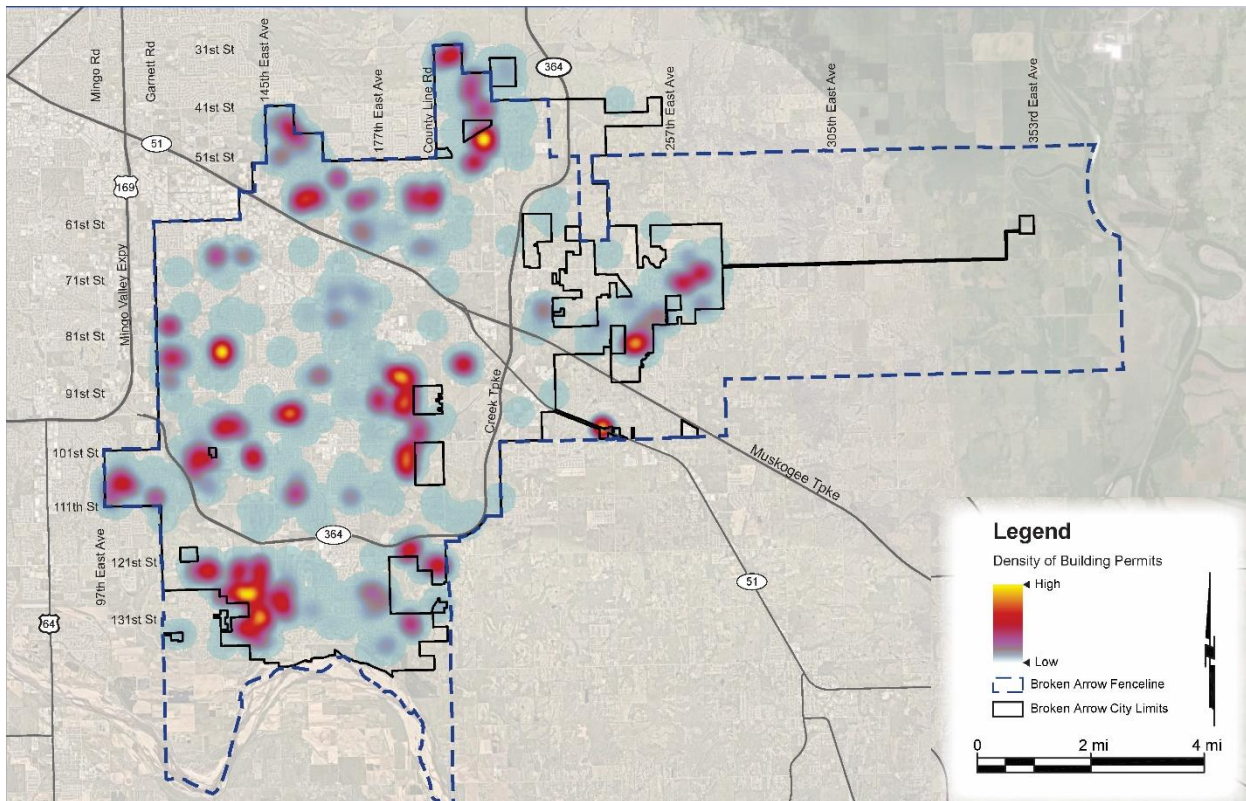 Mingo Rd
Garnett Rd
145th East Ave
177th East Ave
County Line Rd
257th East Ave
305th East Ave
353rd East Ave
31st St
41st St
51st St
61st St
71st St
81st St
91st St
101st St
111th St
121st St
131st St
364
51
169
Mingo Valley Expy
Creek Tpke
Muskogee Tpke
364
97th East Ave
64
51
Legend
Density of Building Permits
High
Low
Broken Arrow Fenceline
Broken Arrow City Limits
0
2 mi
4 mi